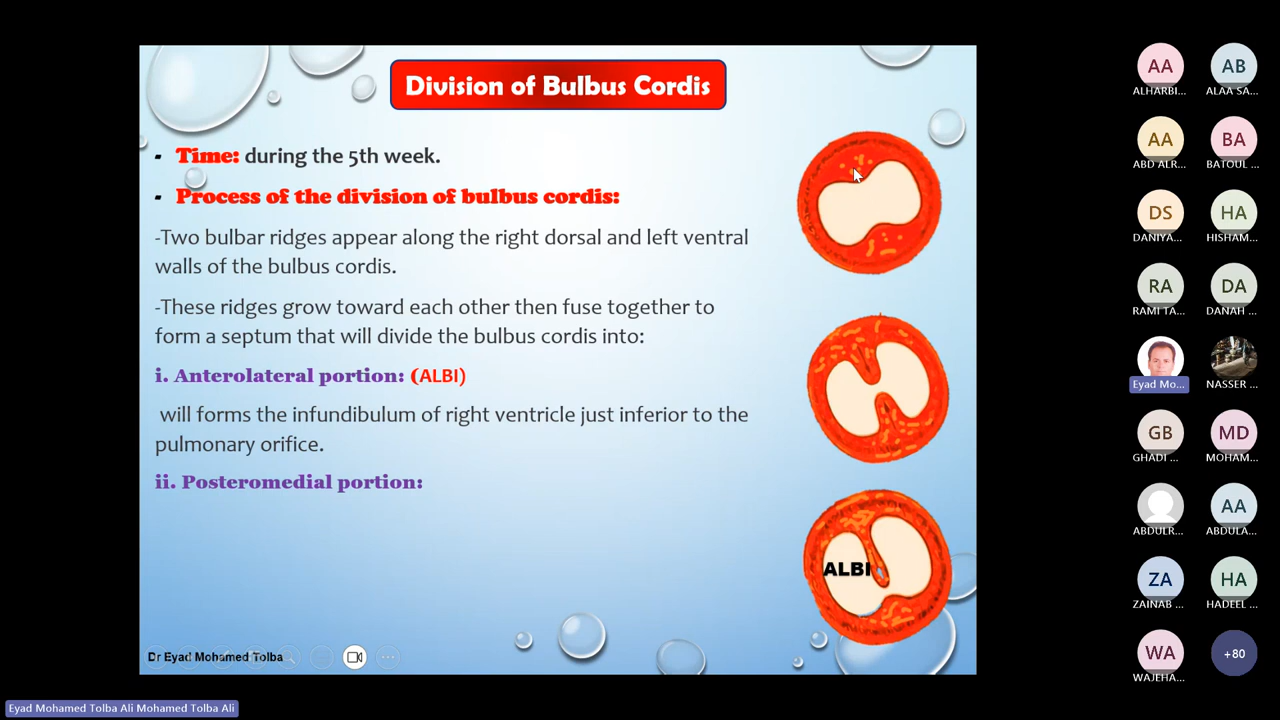 Division of Bulbus Cordis
- Time: during the 5th week.
- Process of the division of bulbus cordis:
-Two bulbar ridges appear along the right dorsal and left ventral
walls of the bulbus cordis.
-These ridges grow toward each other then fuse together to
form a septum that will divide the bulbus cordis into:
i. Anterolateral portion: (ALBI)
will forms the infundibulum of right ventricle just inferior to the
pulmonary orifice.
ii. Posteromedial portion:
ALBI
Dr Eyad Mohamed Tolba
AA
ALHARBI...
AB
ALAA SA...
AA
ABD ALR...
BA
BATOUL ...
DS
DANIYA...
HA
HISHAM...
RA
RAMI TA...
DA
DANAH ...
Eyad Mo...
NASSER ...
GB
GHADI ...
MD
MOHAM...
ABDULR...
AA
ABDULA...
ZA
ZAINAB ...
HA
HADEEL ...
WA
WAJEHA...
+80
Eyad Mohamed Tolba Ali Mohamed Tolba Ali